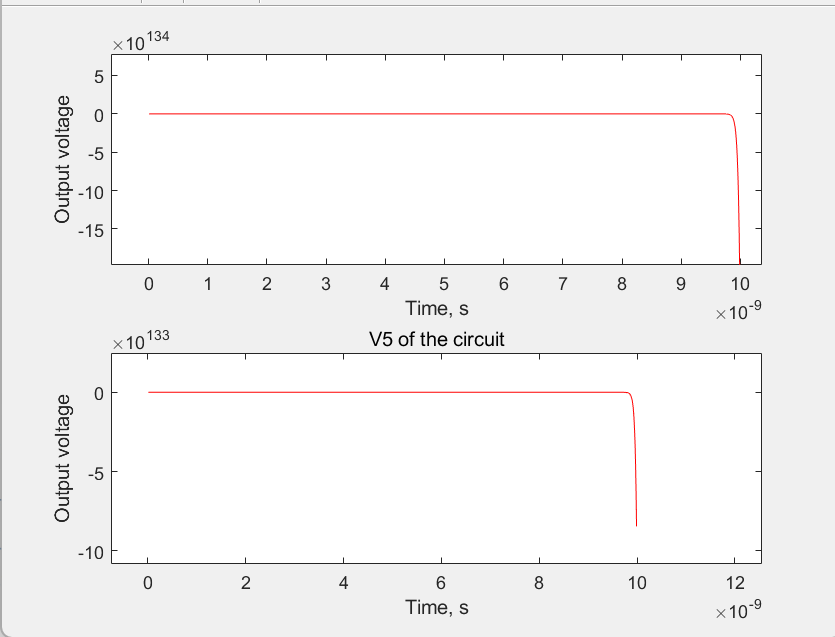 ×10^134
5
0
-5
-10
-15
Output voltage
0 1 2 3 4 5 6 7 8 9 10
Time, s
×10^-9
V5 of the circuit
×10^133
0
-5
-10
Output voltage
0 2 4 6 8 10 12
Time, s
×10^-9